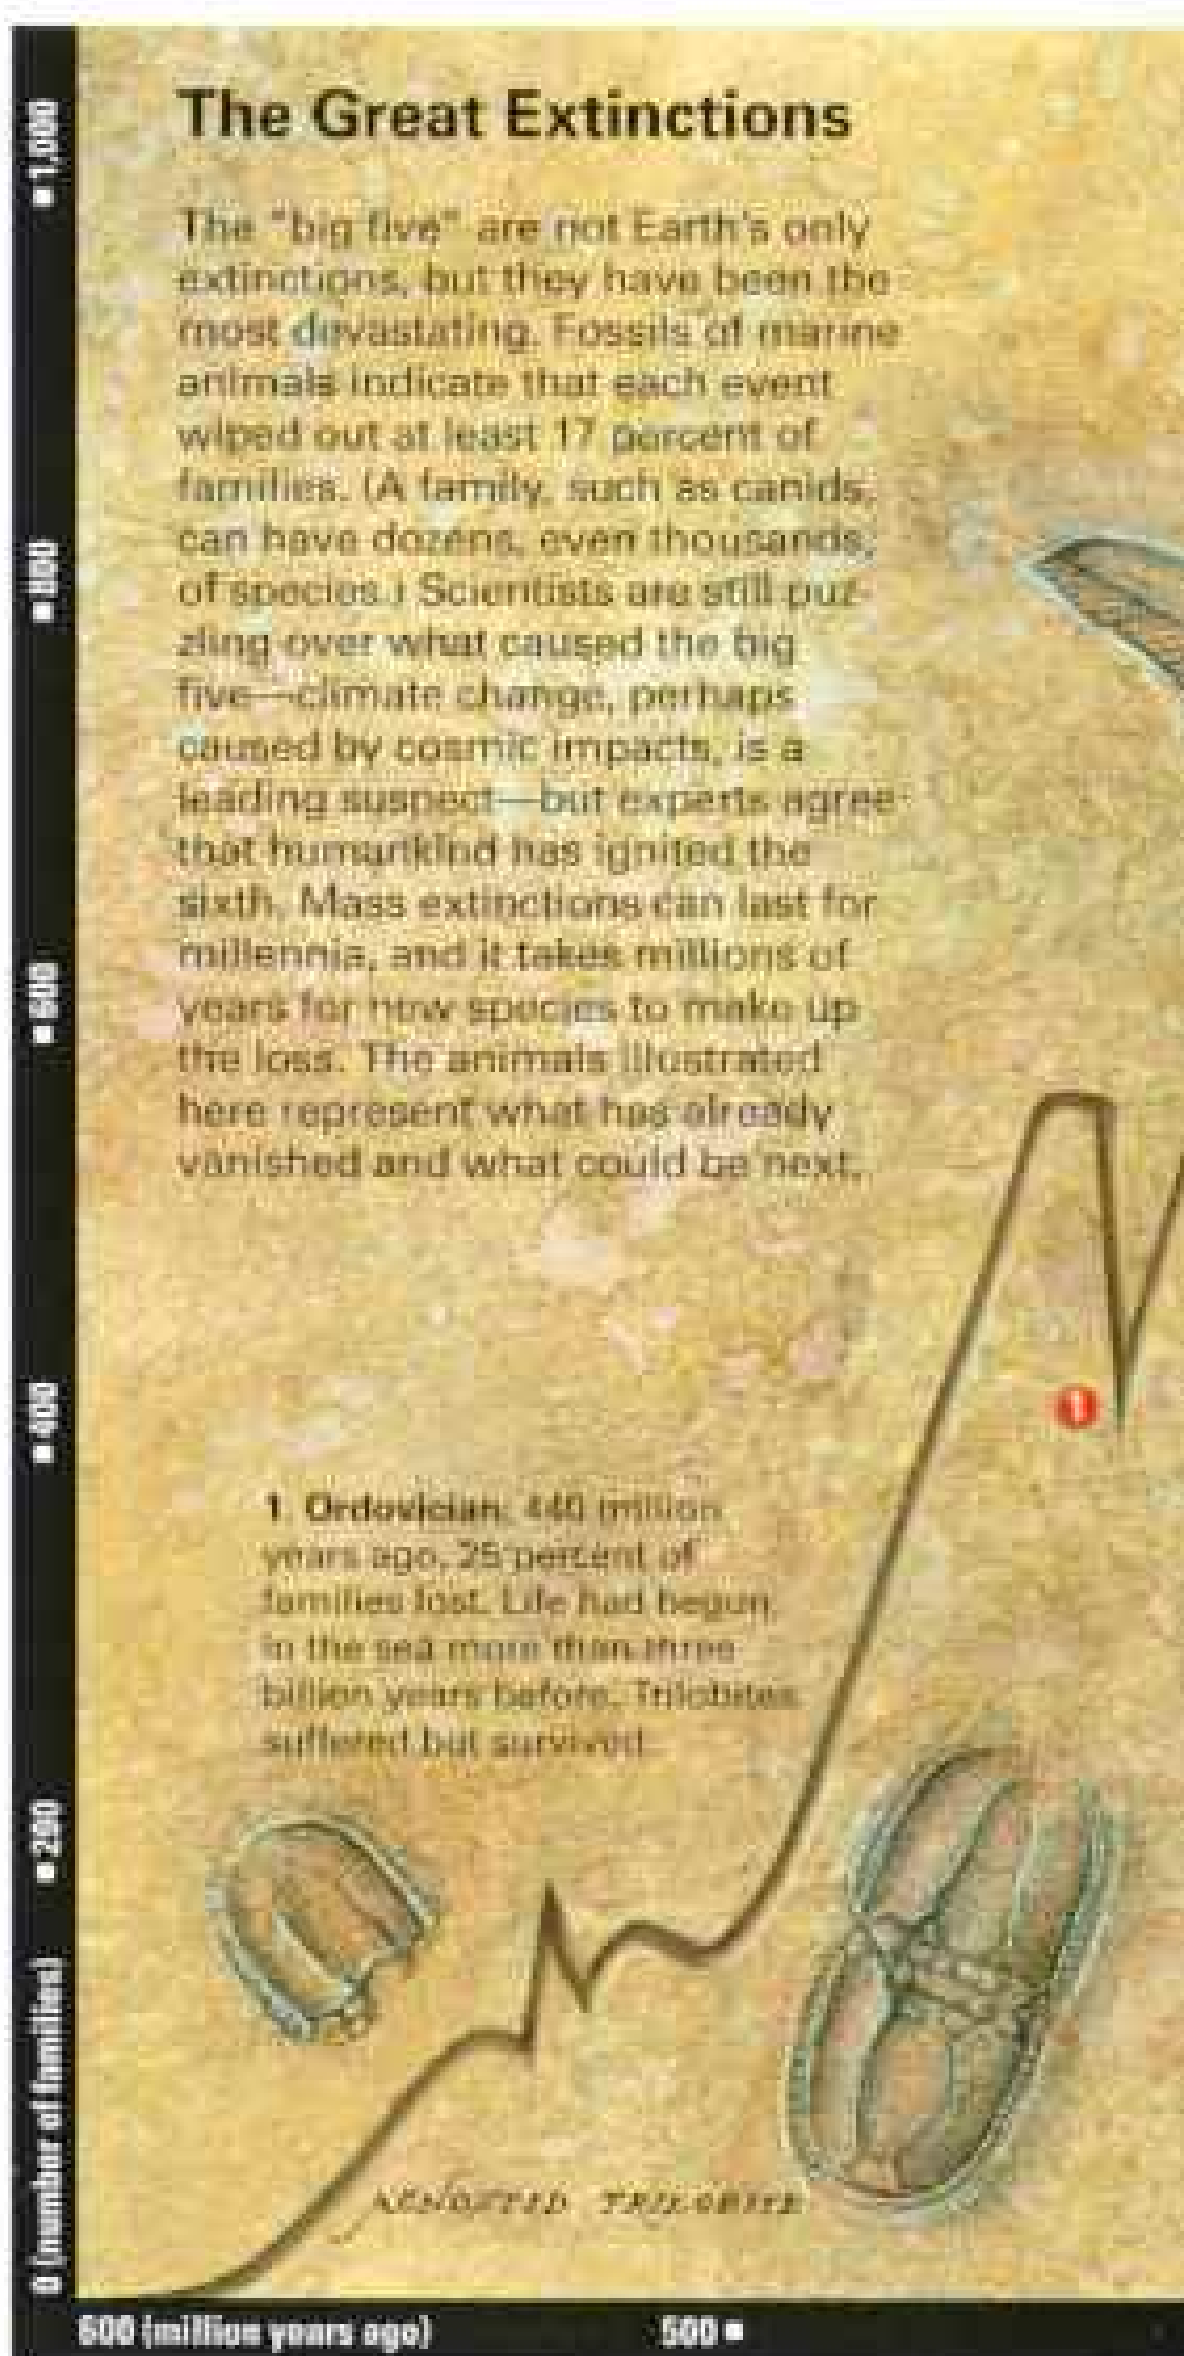 The Great Extinctions
The "big five" are not Earth's only
extinctions, but they have been the
most devastating. Fossils of marine
animals indicate that each event
wiped out at least 17 percent of
families. (A family, such as canids,
can have dozens, even thousands,
of species.) Scientists are still puz-
zling over what caused the big
five—climate change, perhaps
caused by cosmic impacts, is a
leading suspect—but experts agree
that humankind has ignited the
sixth. Mass extinctions can last for
millennia, and it takes millions of
years for new species to make up
the loss. The animals illustrated
here represent what has already
vanished and what could be next.
1 Ordovician, 440 million
years ago, 25 percent of
families lost. Life had begun
in the sea more than three
billion years before. Trilobites
suffered but survived.
1
TRILOBITE
1,000
800
600
400
200
0 (number of families)
600 (million years ago)
500